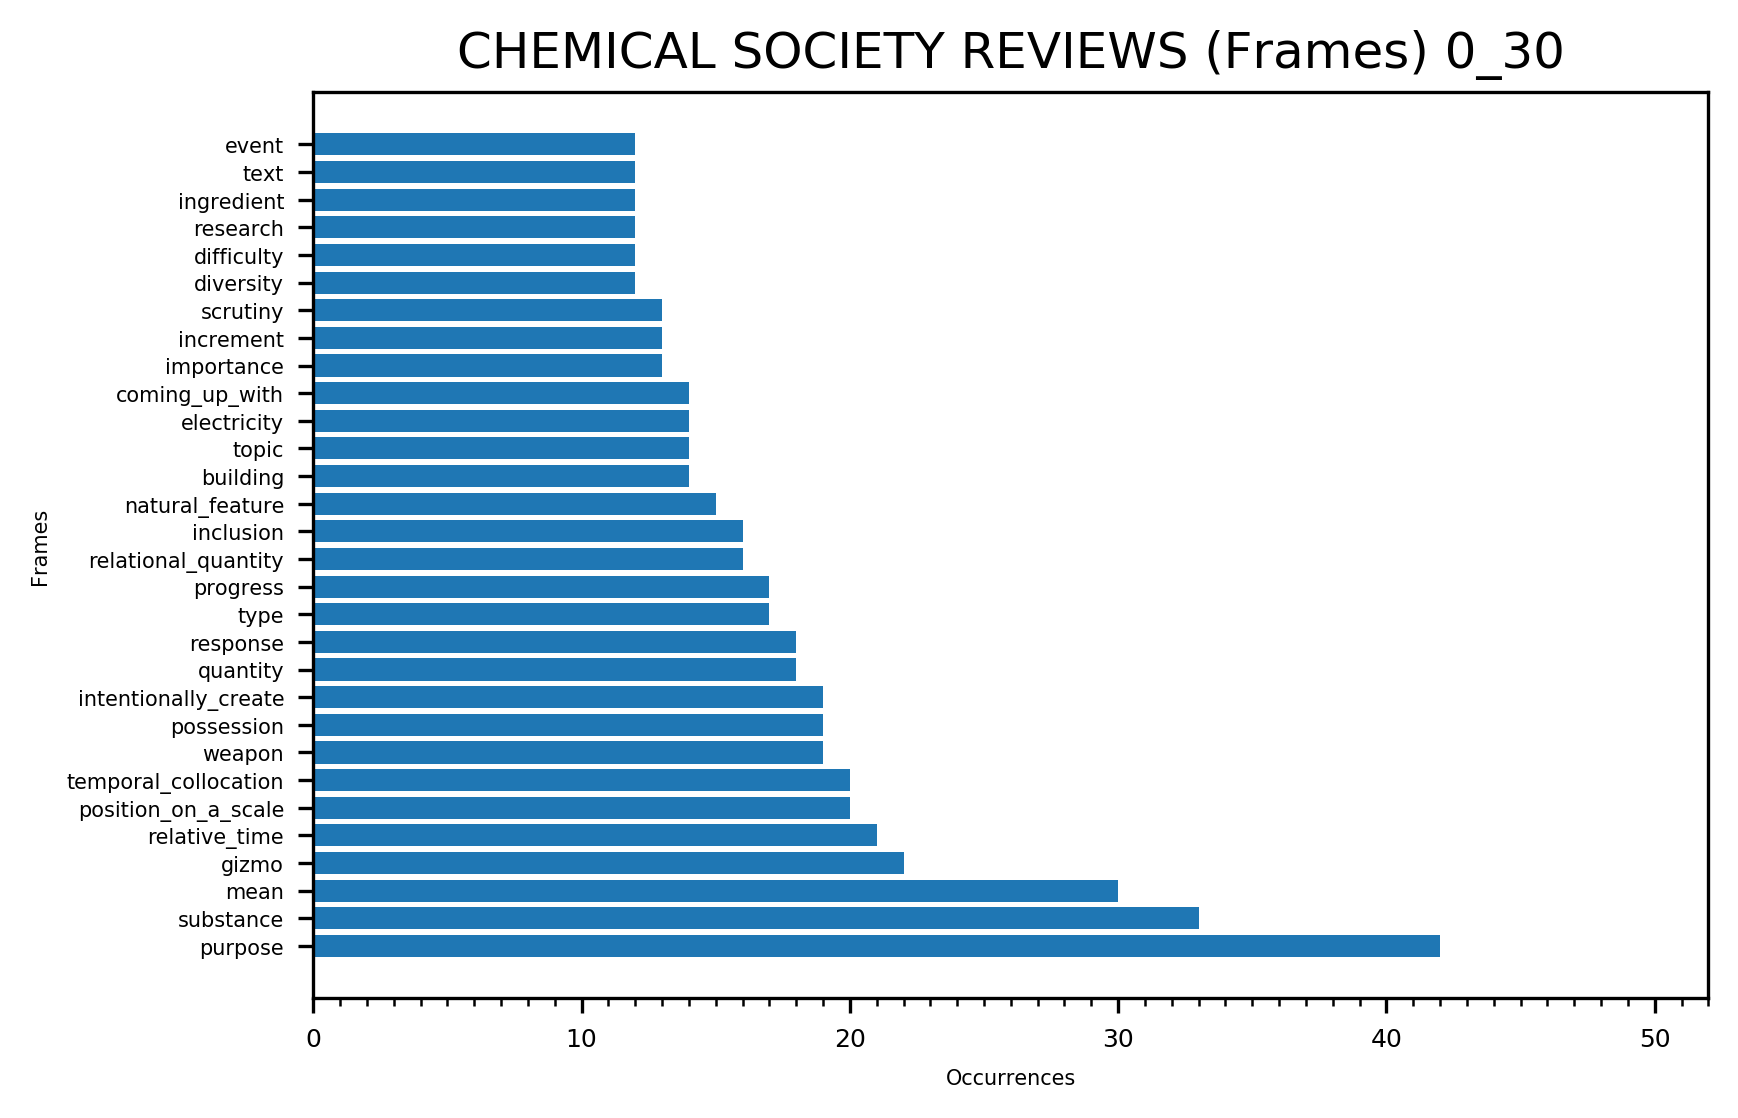 CHEMICAL SOCIETY REVIEWS (Frames) 0_30
event
text
ingredient
research
difficulty
diversity
scrutiny
increment
importance
coming_up_with
electricity
topic
building
natural_feature
inclusion
relational_quantity
progress
type
response
quantity
intentionally_create
possession
weapon
temporal_collocation
position_on_a_scale
relative_time
gizmo
mean
substance
purpose
Frames
0 10 20 30 40 50
Occurrences